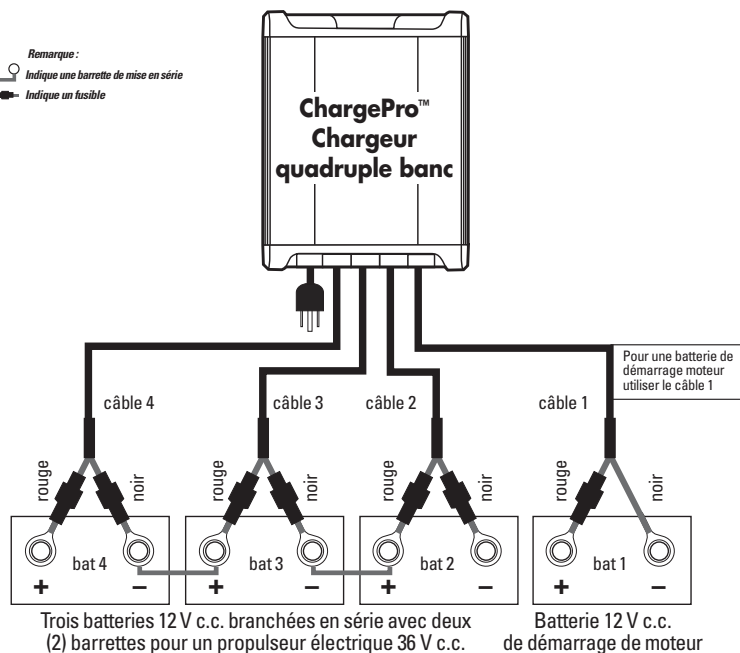 Remarque :
Indique une barrette de mise en série
Indique un fusible
ChargePro™
Chargeur
quadruple banc
Pour une batterie de
démarrage moteur
utiliser le câble 1
câble 4
câble 3
câble 2
câble 1
rouge
noir
rouge
noir
rouge
noir
rouge
noir
bat 4
bat 3
bat 2
bat 1
+ –
+ –
+ –
+ –
Trois batteries 12 V c.c. branchées en série avec deux
(2) barrettes pour un propulseur électrique 36 V c.c.
Batterie 12 V c.c.
de démarrage de moteur